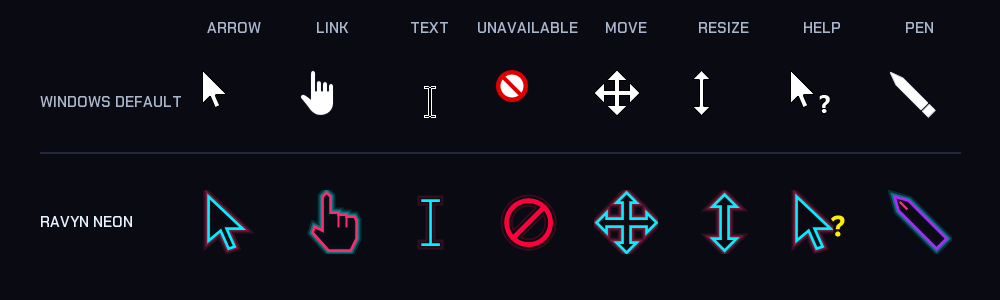 ARROW LINK TEXT UNAVAILABLE MOVE RESIZE HELP PEN
WINDOWS DEFAULT
?
RAVYN NEON
?